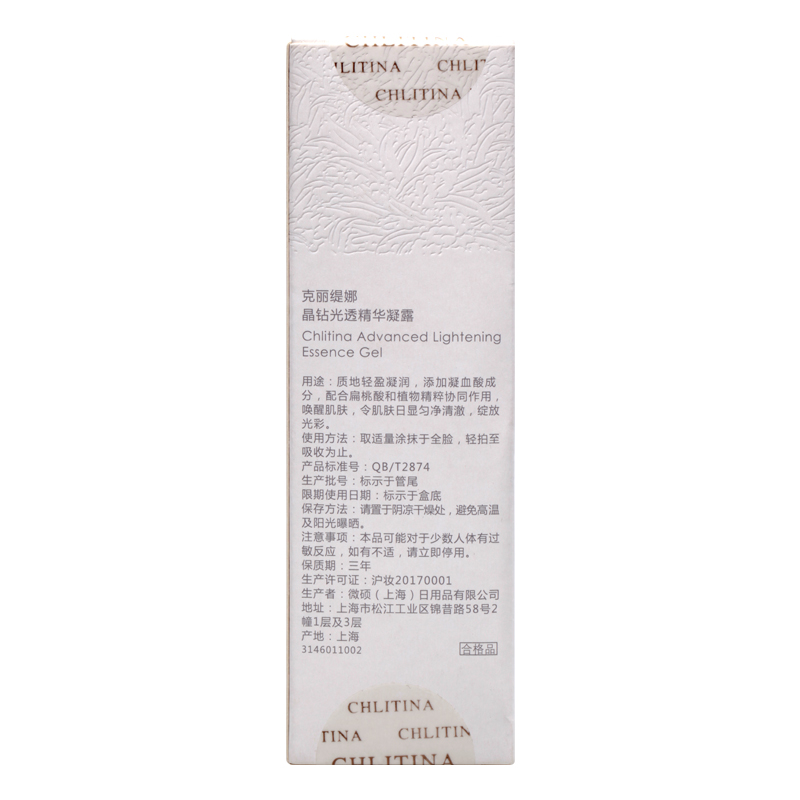 CHLITINA
CHLITINA
CHLITINA
克丽缇娜
晶钻光透精华凝露
Chlitina Advanced Lightening
Essence Gel
用途：质地轻盈凝润，添加凝血酸成
分，配合扁桃酸和植物精粹协同作用，
唤醒肌肤，令肌肤日显匀净清澈，绽放
光彩。
使用方法：取适量涂抹于全脸，轻拍至
吸收为止。
产品标准号：QB/T2874
生产批号：标示于管尾
限期使用日期：标示于盒底
保存方法：请置于阴凉干燥处，避免高温
及阳光曝晒。
注意事项：本品可能对于少数人体有过
敏反应，如有不适，请立即停用。
保质期：三年
生产许可证：沪妆20170001
生产者：微硕（上海）日用品有限公司
地址：上海市松江工业区锦昔路58号2
幢1层及3层
产地：上海
3146011002 合格品
CHLITINA
TINA CHLITIN
CHLITINA